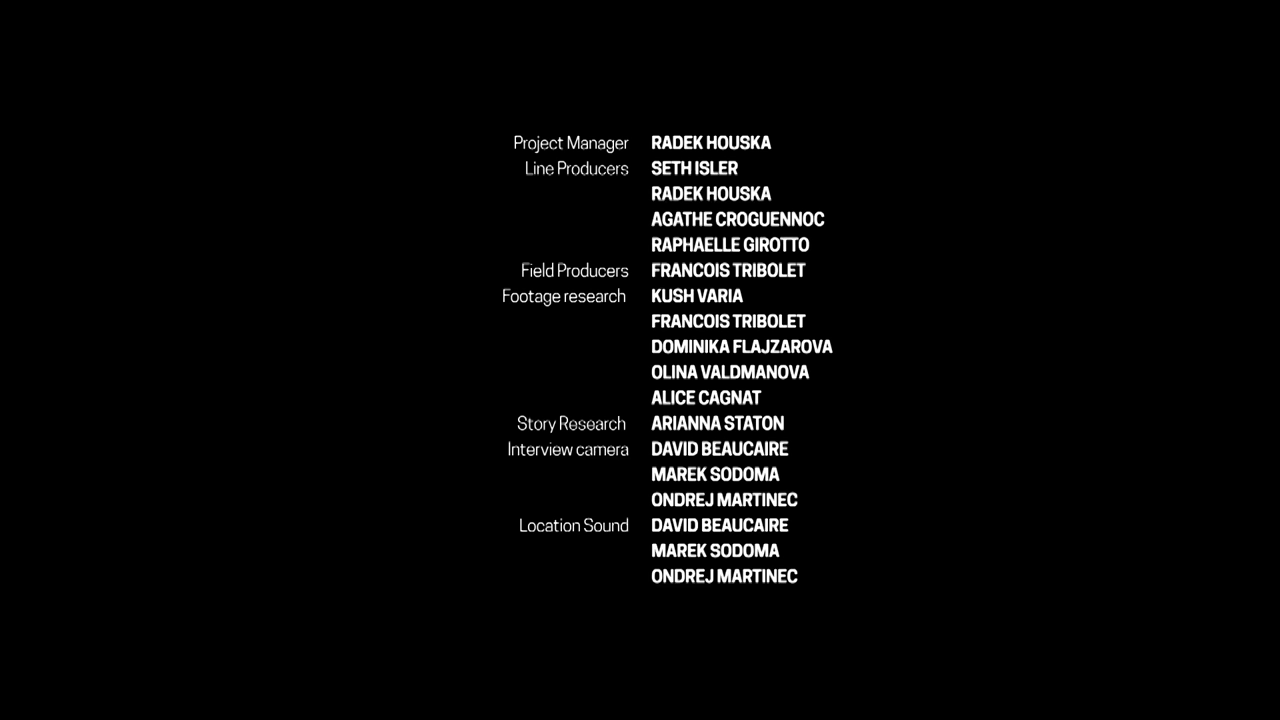 Project Manager RADEK HOUSKA
Line Producers SETH ISLER
RADEK HOUSKA
AGATHE CROGUENNOC
RAPHAELLE GIROTTO
Field Producers FRANCOIS TRIBOLET
Footage research KUSH VARIA
FRANCOIS TRIBOLET
DOMINIKA FLAJZAROVA
OLINA VALDMANOVA
ALICE CAGNAT
Story Research ARIANNA STATON
Interview camera DAVID BEAUCAIRE
MAREK SODOMA
ONDREJ MARTINEC
Location Sound DAVID BEAUCAIRE
MAREK SODOMA
ONDREJ MARTINEC